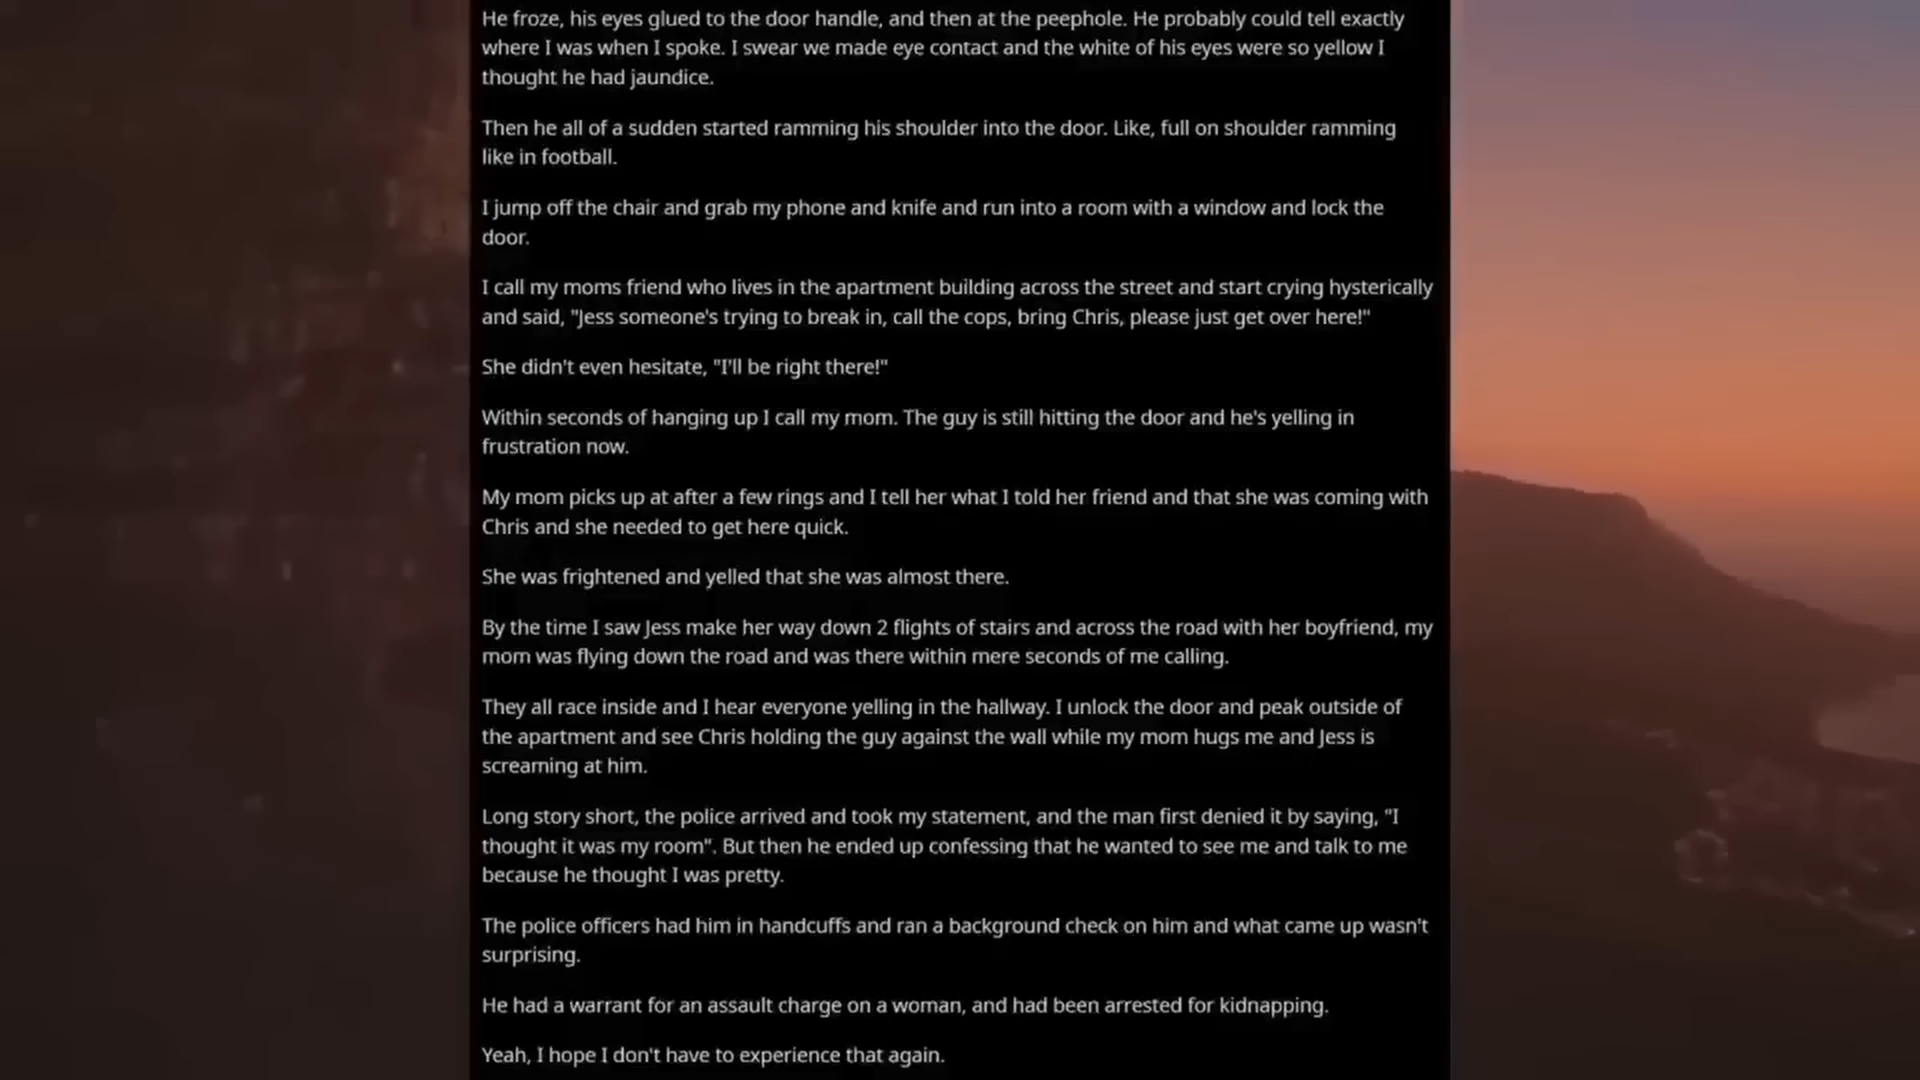 He froze, his eyes glued to the door handle, and then at the peephole. He probably could tell exactly
where I was when I spoke. I swear we made eye contact and the white of his eyes were so yellow I
thought he had jaundice.
Then he all of a sudden started ramming his shoulder into the door. Like, full on shoulder ramming
like in football.
I jump off the chair and grab my phone and knife and run into a room with a window and lock the
door.
I call my moms friend who lives in the apartment building across the street and start crying hysterically
and said, "Jess someone's trying to break in, call the cops, bring Chris, please just get over here!"
She didn't even hesitate, "I'll be right there!"
Within seconds of hanging up I call my mom. The guy is still hitting the door and he's yelling in
frustration now.
My mom picks up at after a few rings and I tell her what I told her friend and that she was coming with
Chris and she needed to get here quick.
She was frightened and yelled that she was almost there.
By the time I saw Jess make her way down 2 flights of stairs and across the road with her boyfriend, my
mom was flying down the road and was there within mere seconds of me calling.
They all race inside and I hear everyone yelling in the hallway. I unlock the door and peak outside of
the apartment and see Chris holding the guy against the wall while my mom hugs me and Jess is
screaming at him.
Long story short, the police arrived and took my statement, and the man first denied it by saying, "I
thought it was my room". But then he ended up confessing that he wanted to see me and talk to me
because he thought I was pretty.
The police officers had him in handcuffs and ran a background check on him and what came up wasn't
surprising.
He had a warrant for an assault charge on a woman, and had been arrested for kidnapping.
Yeah, I hope I don't have to experience that again.